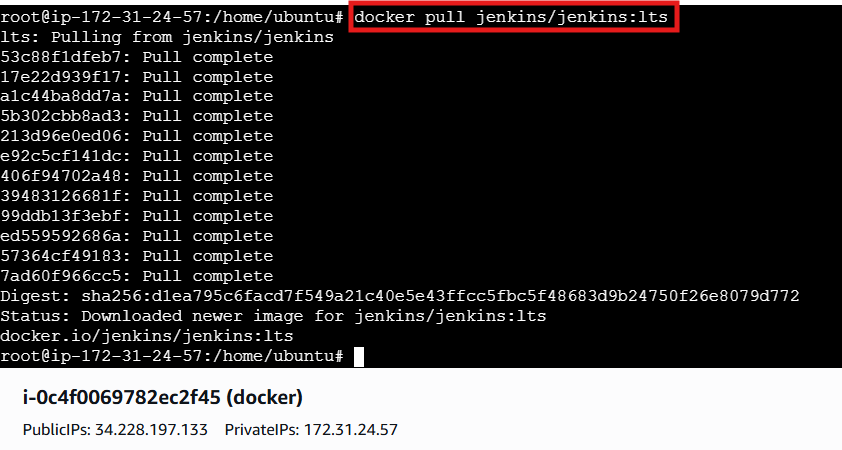 root@ip-172-31-24-57:/home/ubuntu# docker pull jenkins/jenkins:lts
lts: Pulling from jenkins/jenkins
53c88f1dfeb7: Pull complete
17e22d939f17: Pull complete
a1c44ba8dd7a: Pull complete
5b302cbb8ad3: Pull complete
213d96e0ed06: Pull complete
e92c5cf141dc: Pull complete
406f94702a48: Pull complete
39483126681f: Pull complete
99ddb13f3ebf: Pull complete
ed559592686a: Pull complete
57364cf49183: Pull complete
7ad60f966cc5: Pull complete
Digest: sha256:d1ea795c6facd7f549a21c40e5e43ffcc5fbc5f48683d9b24750f26e8079d772
Status: Downloaded newer image for jenkins/jenkins:lts
docker.io/jenkins/jenkins:lts
root@ip-172-31-24-57:/home/ubuntu#
i-0c4f0069782ec2f45 (docker)
PublicIPs: 34.228.197.133 PrivateIPs: 172.31.24.57